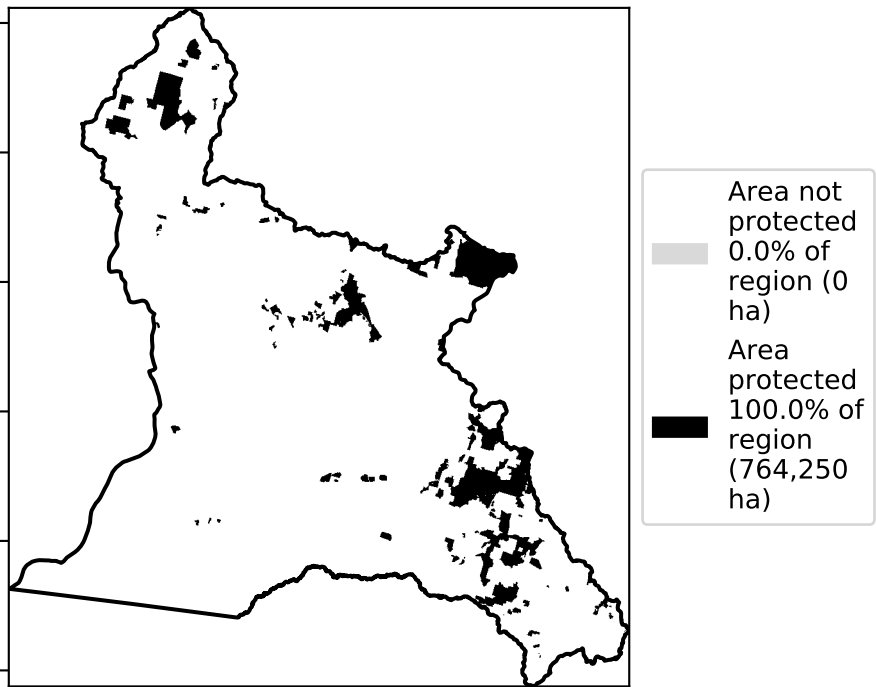 Area not
protected
0.0% of
region (0
ha)
Area
protected
100.0% of
region
(764,250
ha)